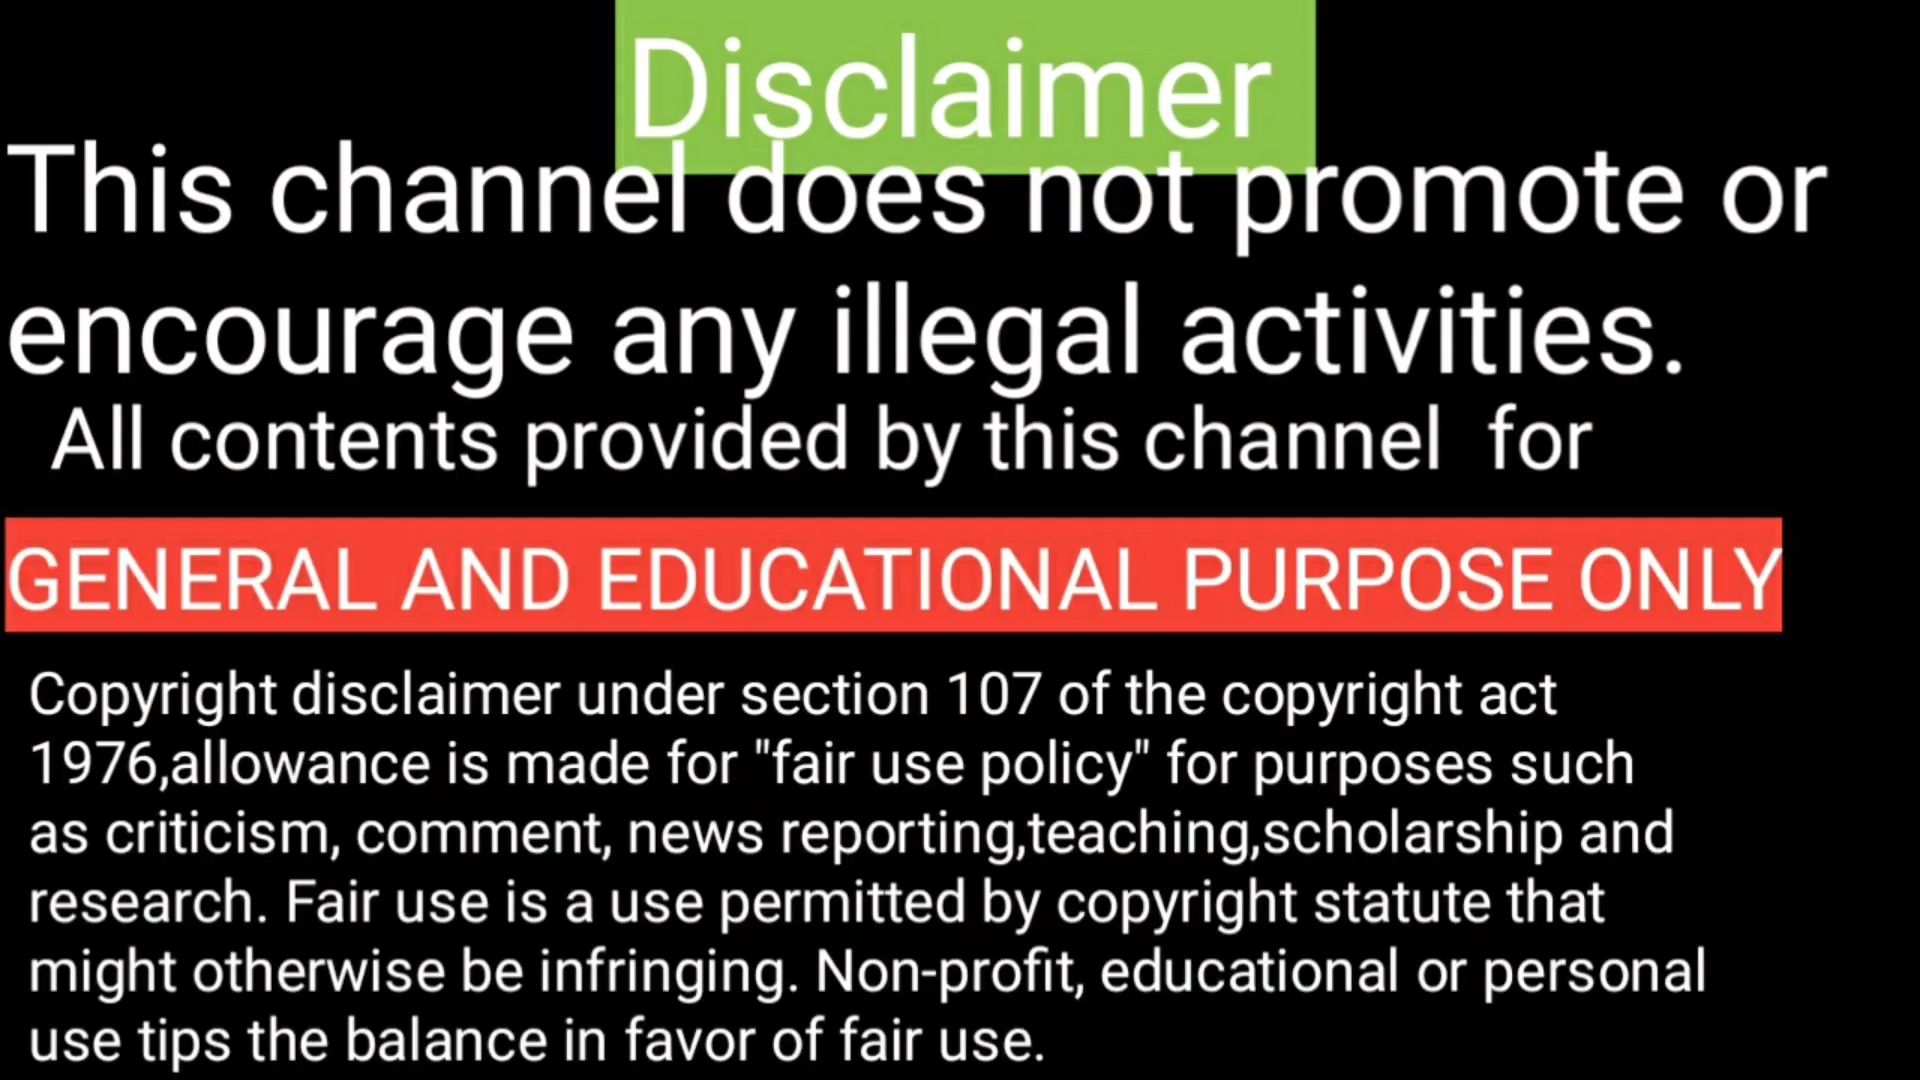 Disclaimer
This channel does not promote or
encourage any illegal activities.
All contents provided by this channel for
GENERAL AND EDUCATIONAL PURPOSE ONLY
Copyright disclaimer under section 107 of the copyright act
1976,allowance is made for "fair use policy" for purposes such
as criticism, comment, news reporting,teaching,scholarship and
research. Fair use is a use permitted by copyright statute that
might otherwise be infringing. Non-profit, educational or personal
use tips the balance in favor of fair use.